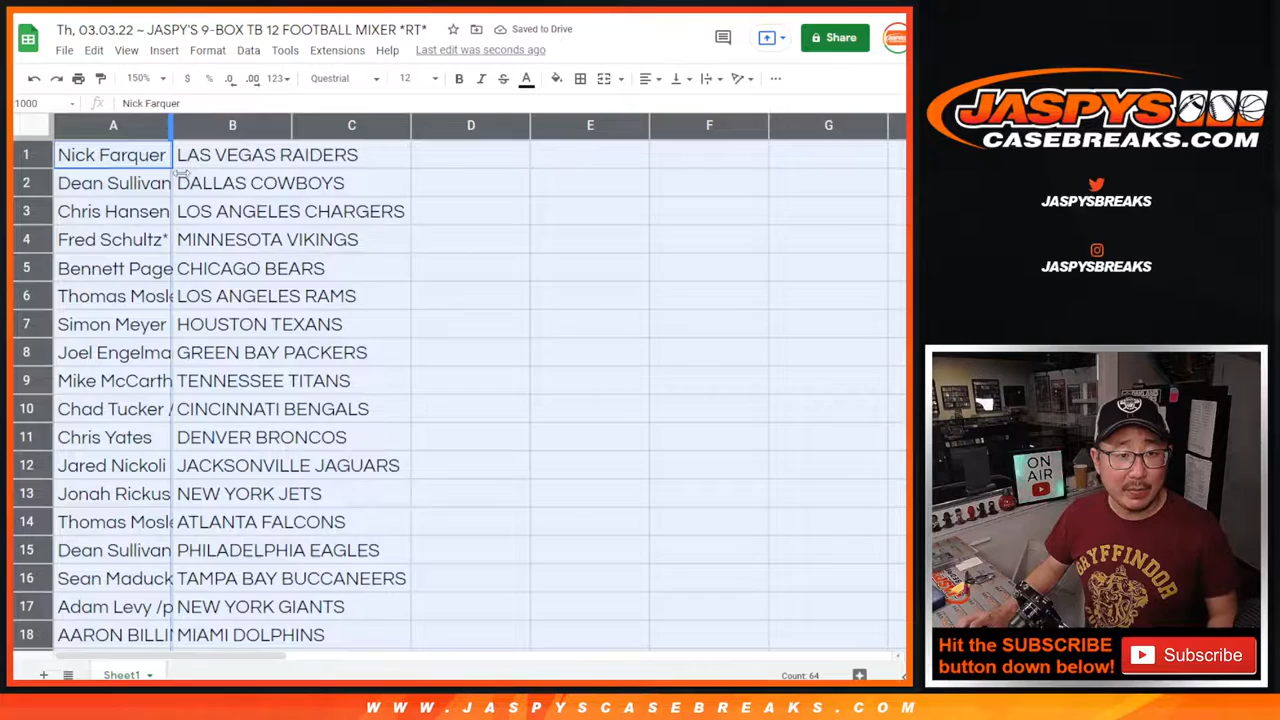 Th, 03.03.22 ~ JASPY'S 9-BOX TB 12 FOOTBALL MIXER *RT*
Saved to Drive
File Edit View Insert Format Data Tools Extensions Help Last edit was seconds ago
Share
150% $ % .0 .00 123 Questrial 12 B I S A
1000 fx Nick Farquer
A B C D E F G
1 Nick Farquer LAS VEGAS RAIDERS
2 Dean Sullivan DALLAS COWBOYS
3 Chris Hansen LOS ANGELES CHARGERS
4 Fred Schultz* MINNESOTA VIKINGS
5 Bennett Page CHICAGO BEARS
6 Thomas Mosle LOS ANGELES RAMS
7 Simon Meyer HOUSTON TEXANS
8 Joel Engelma GREEN BAY PACKERS
9 Mike McCarth TENNESSEE TITANS
10 Chad Tucker / CINCINNATI BENGALS
11 Chris Yates DENVER BRONCOS
12 Jared Nickoli JACKSONVILLE JAGUARS
13 Jonah Rickus NEW YORK JETS
14 Thomas Mosle ATLANTA FALCONS
15 Dean Sullivan PHILADELPHIA EAGLES
16 Sean Maduck TAMPA BAY BUCCANEERS
17 Adam Levy /p NEW YORK GIANTS
18 AARON BILLI MIAMI DOLPHINS
Sheet1
Count: 64
JASPYS
CASEBREAKS.COM
JASPYSBREAKS
JASPYSBREAKS
ON
AIR
GRYFFINDOR
Hit the SUBSCRIBE
button down below!
Subscribe
WWW.JASPYSCASEBREAKS.COM